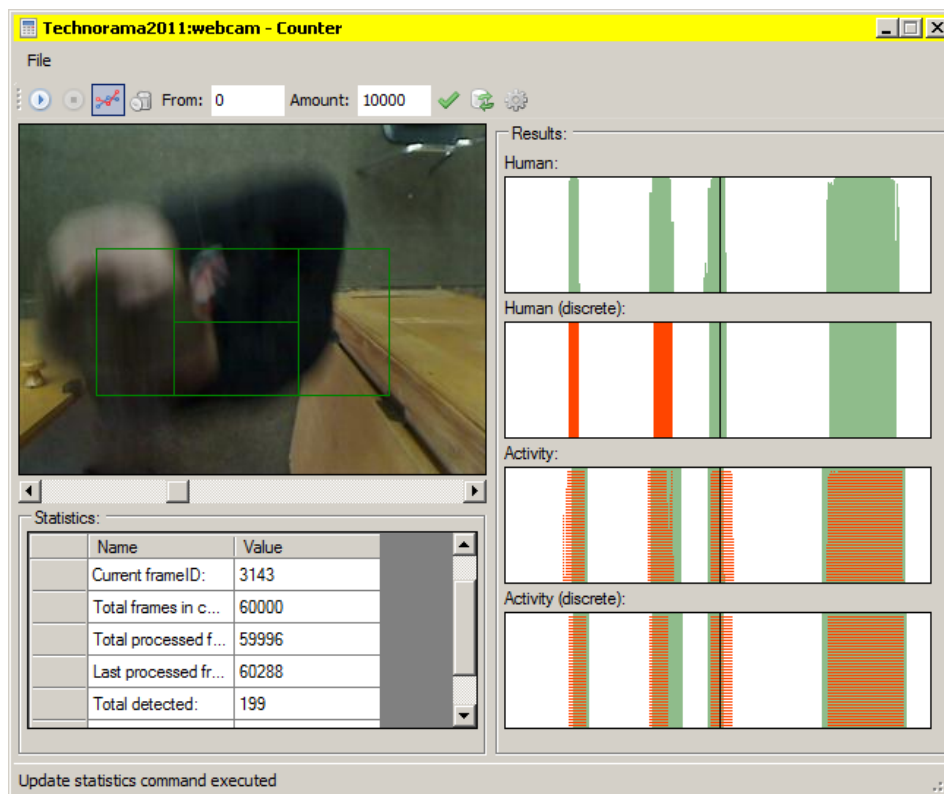 Technorama2011:webcam - Counter
File
From: 0 Amount: 10000
Results:
Human:
Human (discrete):
Activity:
Activity (discrete):
Statistics:
Name Value
Current frameID: 3143
Total frames in c... 60000
Total processed f... 59996
Last processed fr... 60288
Total detected: 199
Update statistics command executed